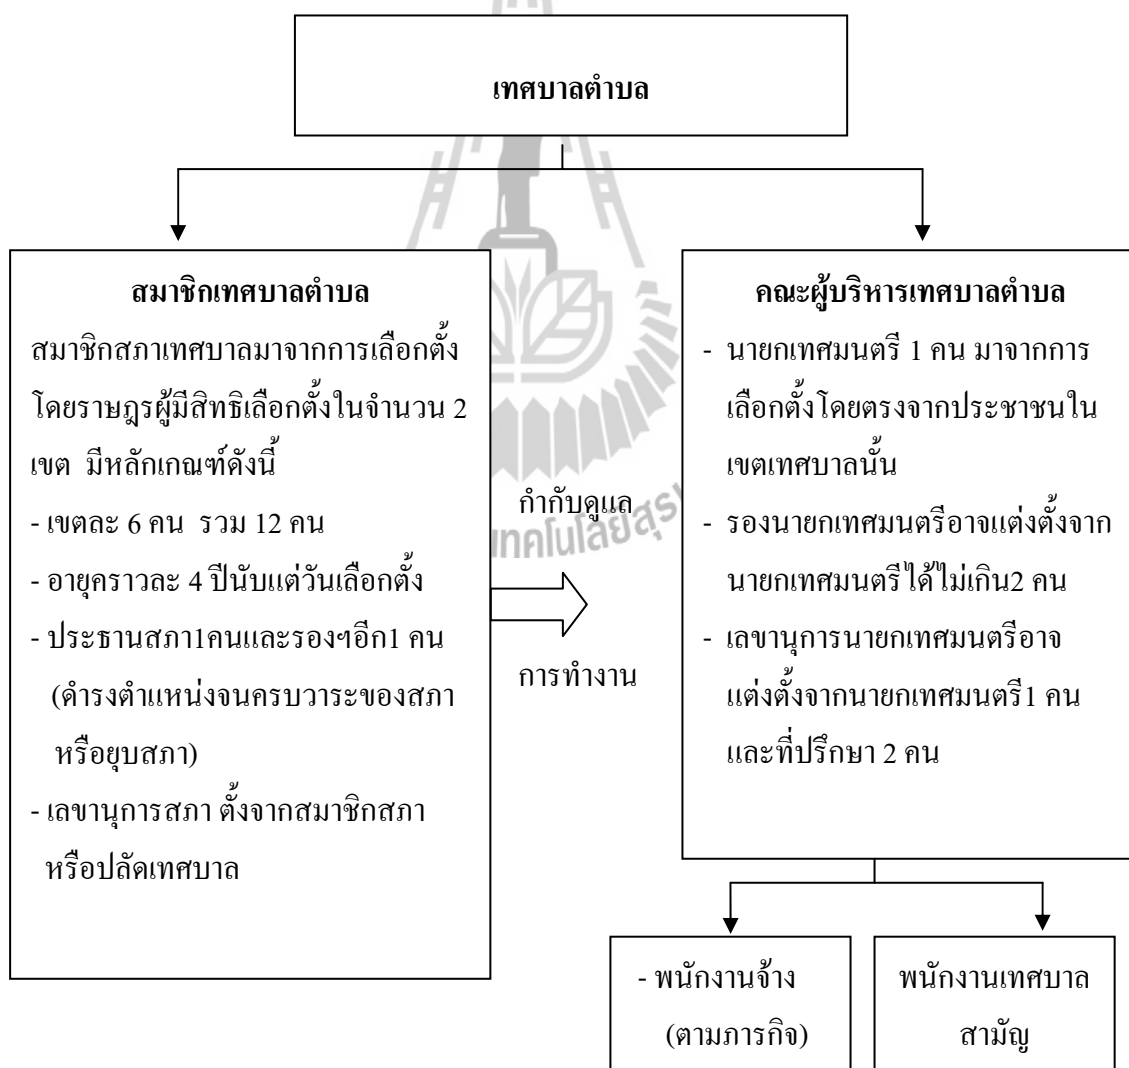 เทศบาลตำบล
สมาชิกเทศบาลตำบล
สมาชิกสภาเทศบาลมาจากการเลือกตั้ง
โดยราษฎรผู้มีสิทธิเลือกตั้งในจำนวน 2
เขต มีหลักเกณฑ์ดังนี้
- เขตละ 6 คน รวม 12 คน
- อายุคราวละ 4 ปีนับแต่วันเลือกตั้ง
- ประธานสภา1คนและรองฯอีก1 คน
(ดำรงตำแหน่งจนครบวาระของสภา
หรือยุบสภา)
- เลขานุการสภา ตั้งจากสมาชิกสภา
หรือปลัดเทศบาล
กำกับดูแล
การทำงาน
คณะผู้บริหารเทศบาลตำบล
- นายกเทศมนตรี 1 คน มาจากการ
เลือกตั้งโดยตรงจากประชาชนใน
เขตเทศบาลนั้น
- รองนายกเทศมนตรีอาจแต่งตั้งจาก
นายกเทศมนตรีได้ไม่เกิน2 คน
- เลขานุการนายกเทศมนตรีอาจ
แต่งตั้งจากนายกเทศมนตรี1 คน
และที่ปรึกษา 2 คน
- พนักงานจ้าง
(ตามภารกิจ)
พนักงานเทศบาล
สามัญ